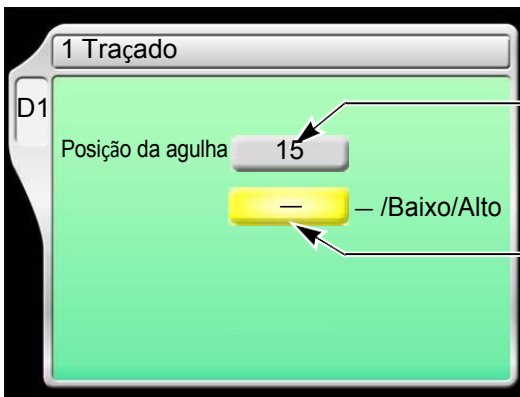 1 Traçado
D1
Posição da agulha 15
— — /Baixo/Alto